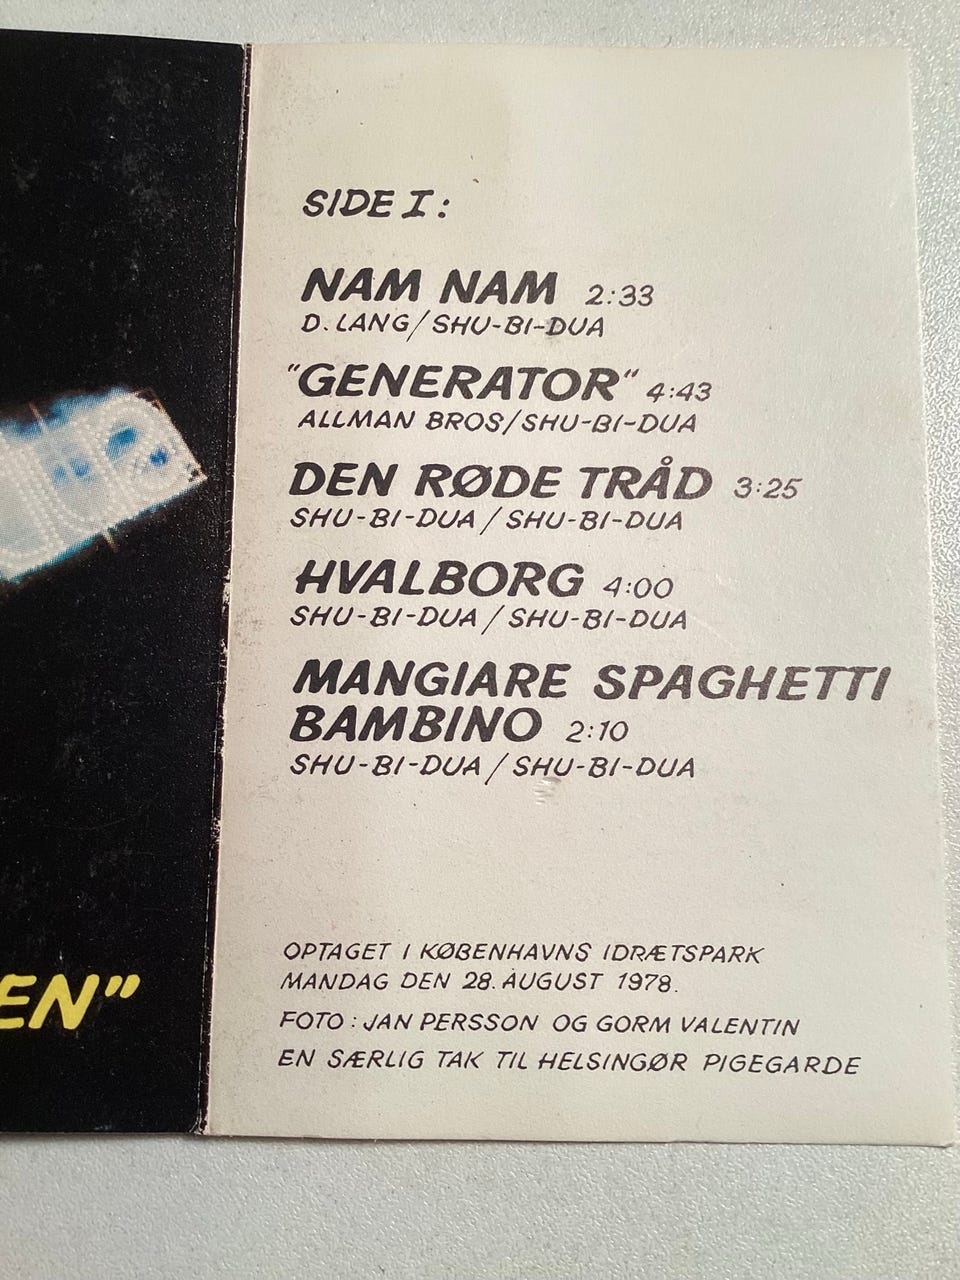 SIDE I:
NAM NAM 2:33
D. LANG/SHU-BI-DUA
"GENERATOR" 4:43
ALLMAN BROS/SHU-BI-DUA
DEN RØDE TRÅD 3:25
SHU-BI-DUA / SHU-BI-DUA
HVALBORG 4:00
SHU-BI-DUA / SHU-BI-DUA
MANGIARE SPAGHETTI
BAMBINO 2:10
SHU-BI-DUA / SHU-BI-DUA
OPTAGET I KØBENHAVNS IDRÆTSPARK
MANDAG DEN 28. AUGUST 1978.
FOTO: JAN PERSSON OG GORM VALENTIN
EN SÆRLIG TAK TIL HELSINGØR PIGEGARDE
EN"